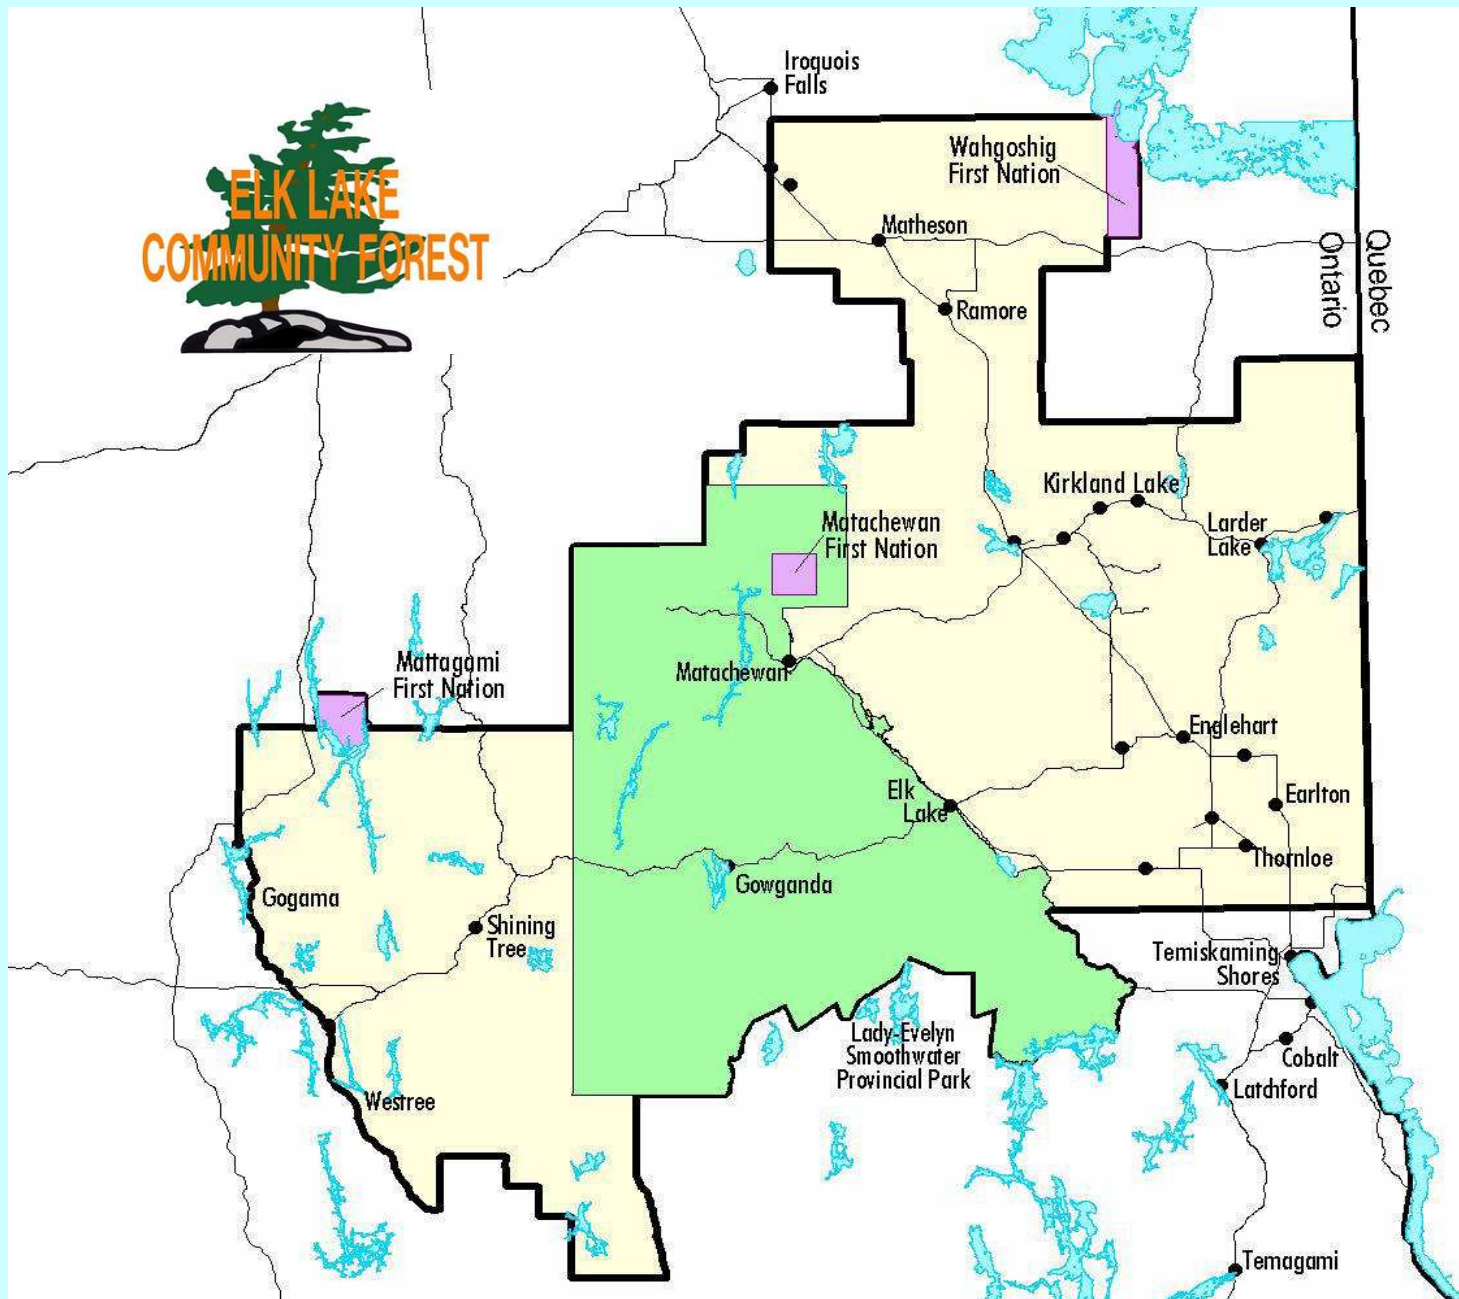 Iroquois
Falls
ELK LAKE
COMMUNITY FOREST
Wahgoshig
First Nation
Matheson
Quebec
Ontario
Ramore
Kirkland Lake
Matachewan
First Nation
Larder
Lake
Mattagami
First Nation
Matachewan
Englehart
Elk
Lake
Earlton
Thornloe
Gowganda
Gogama
Shining
Tree
Temiskaming
Shores
Lady-Evelyn
Smoothwater
Provincial Park
Cobalt
Latchford
Westree
Temagami